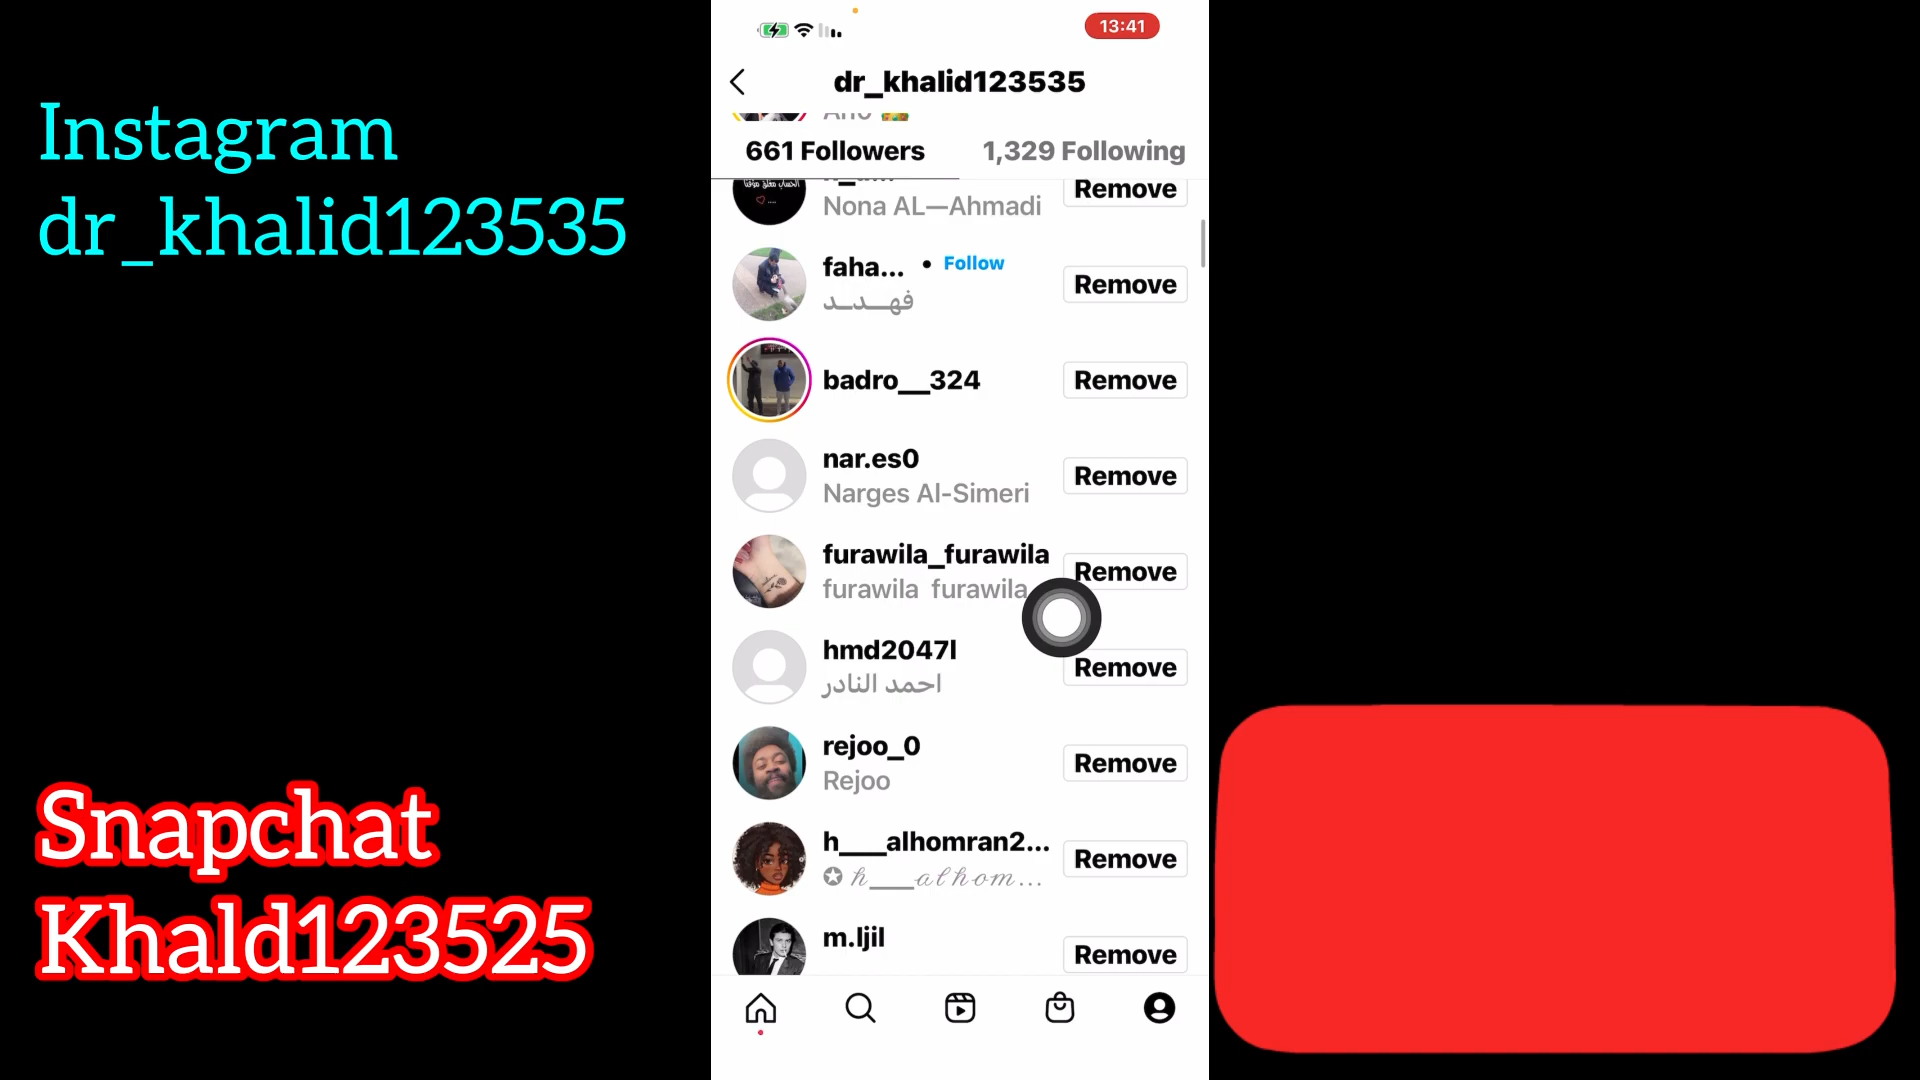 Instagram
dr_khalid123535
Snapchat
Khald123525
13:41
dr_khalid123535
661 Followers
1,329 Following
Remove
Nona AL—Ahmadi
faha... • Follow
فهـــدــد
Remove
badro__324
Remove
nar.es0
Narges Al-Simeri
Remove
furawila_furawila
furawila furawila
Remove
hmd2047l
احمد النادر
Remove
rejoo_0
Rejoo
Remove
h___alhomran2...
✪ 𝒽___𝒶𝓁𝒽ℴ𝓂...
Remove
m.ljil
Remove